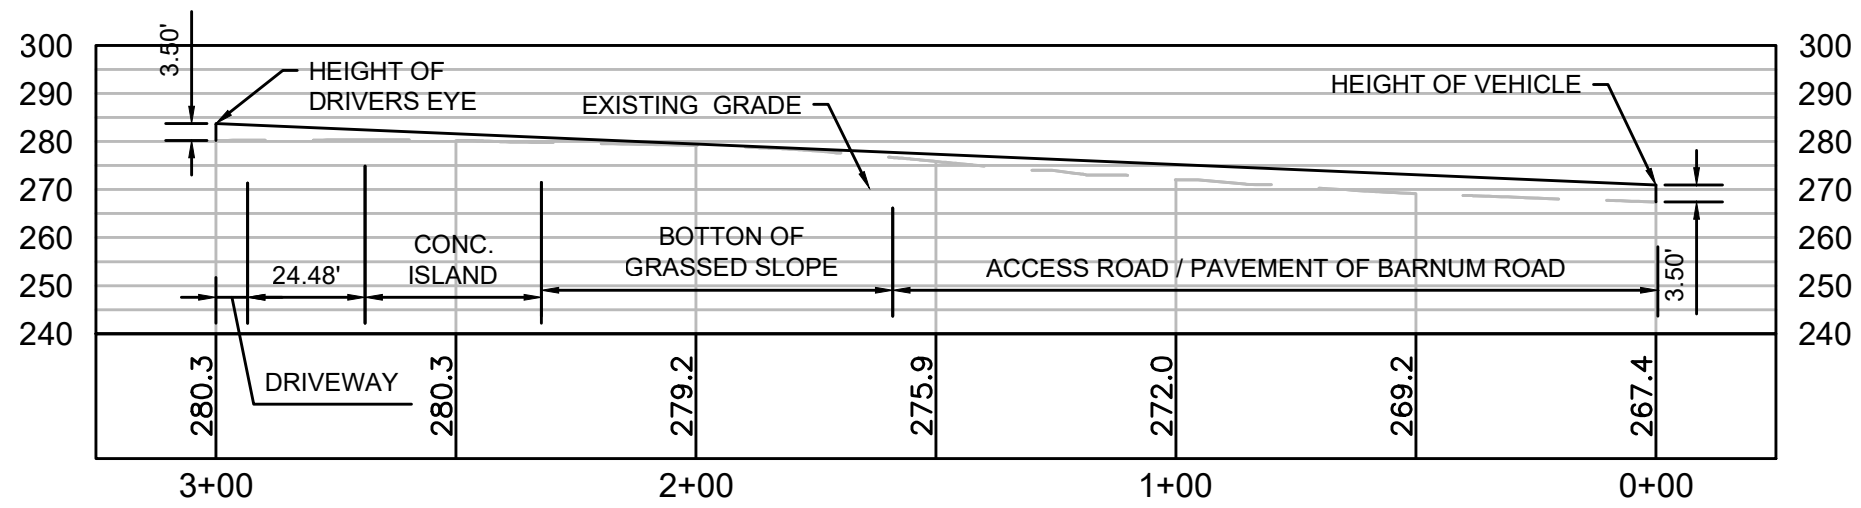 3.50'
300
300
HEIGHT OF
DRIVERS EYE
HEIGHT OF VEHICLE
EXISTING  GRADE
290
290
280
280
270
270
260
260
CONC.
ISLAND
BOTTON OF
GRASSED SLOPE
24.48'
ACCESS ROAD / PAVEMENT OF BARNUM ROAD
3.50'
250
250
240
240
DRIVEWAY
280.3
280.3
279.2
275.9
272.0
269.2
267.4
3+00
2+00
1+00
0+00